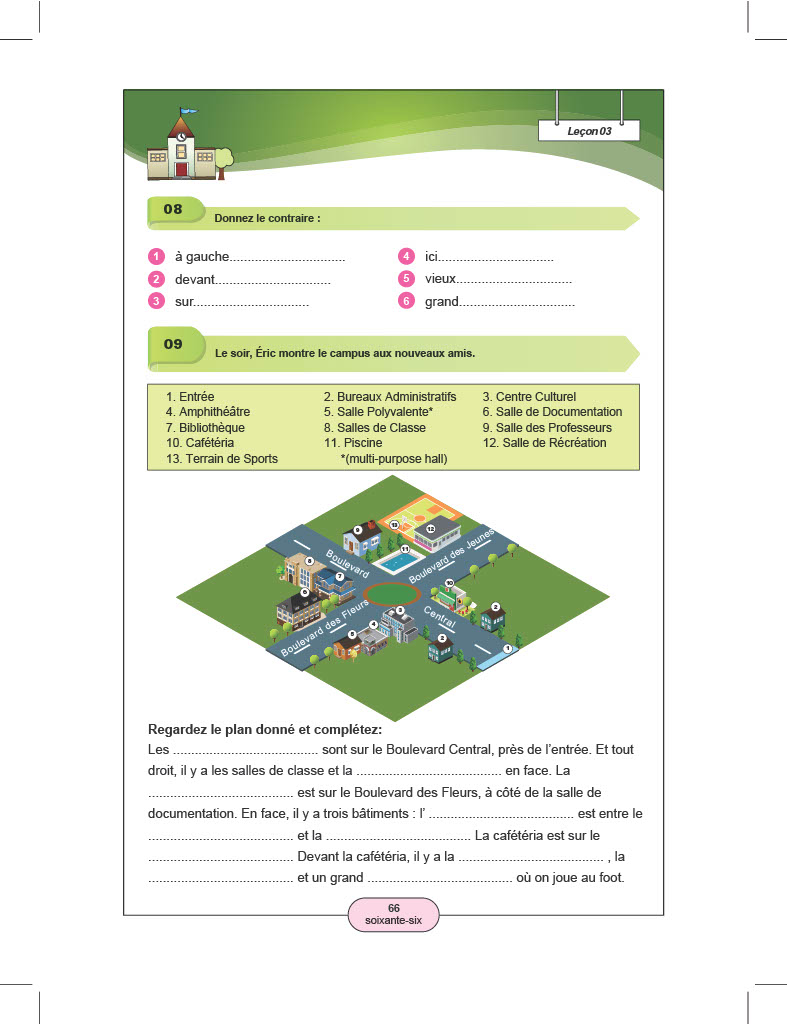 Leçon 03
08
Donnez le contraire :
1 à gauche................................
2 devant................................
3 sur................................
4 ici................................
5 vieux................................
6 grand................................
09
Le soir, Éric montre le campus aux nouveaux amis.
1. Entrée 2. Bureaux Administratifs 3. Centre Culturel
4. Amphithéâtre 5. Salle Polyvalente* 6. Salle de Documentation
7. Bibliothèque 8. Salles de Classe 9. Salle des Professeurs
10. Cafétéria 11. Piscine 12. Salle de Récréation
13. Terrain de Sports *(multi-purpose hall)
13
12
9
11
Boulevard
Boulevard des Jeunes
8
7
10
6
Boulevard des Fleurs
3
Central
2
4
5
2
1
Regardez le plan donné et complétez:
Les ........................................ sont sur le Boulevard Central, près de l’entrée. Et tout
droit, il y a les salles de classe et la ........................................ en face. La
........................................ est sur le Boulevard des Fleurs, à côté de la salle de
documentation. En face, il y a trois bâtiments : l’ ........................................ est entre le
........................................ et la ........................................ La cafétéria est sur le
........................................ Devant la cafétéria, il y a la ........................................ , la
........................................ et un grand ........................................ où on joue au foot.
66
soixante-six